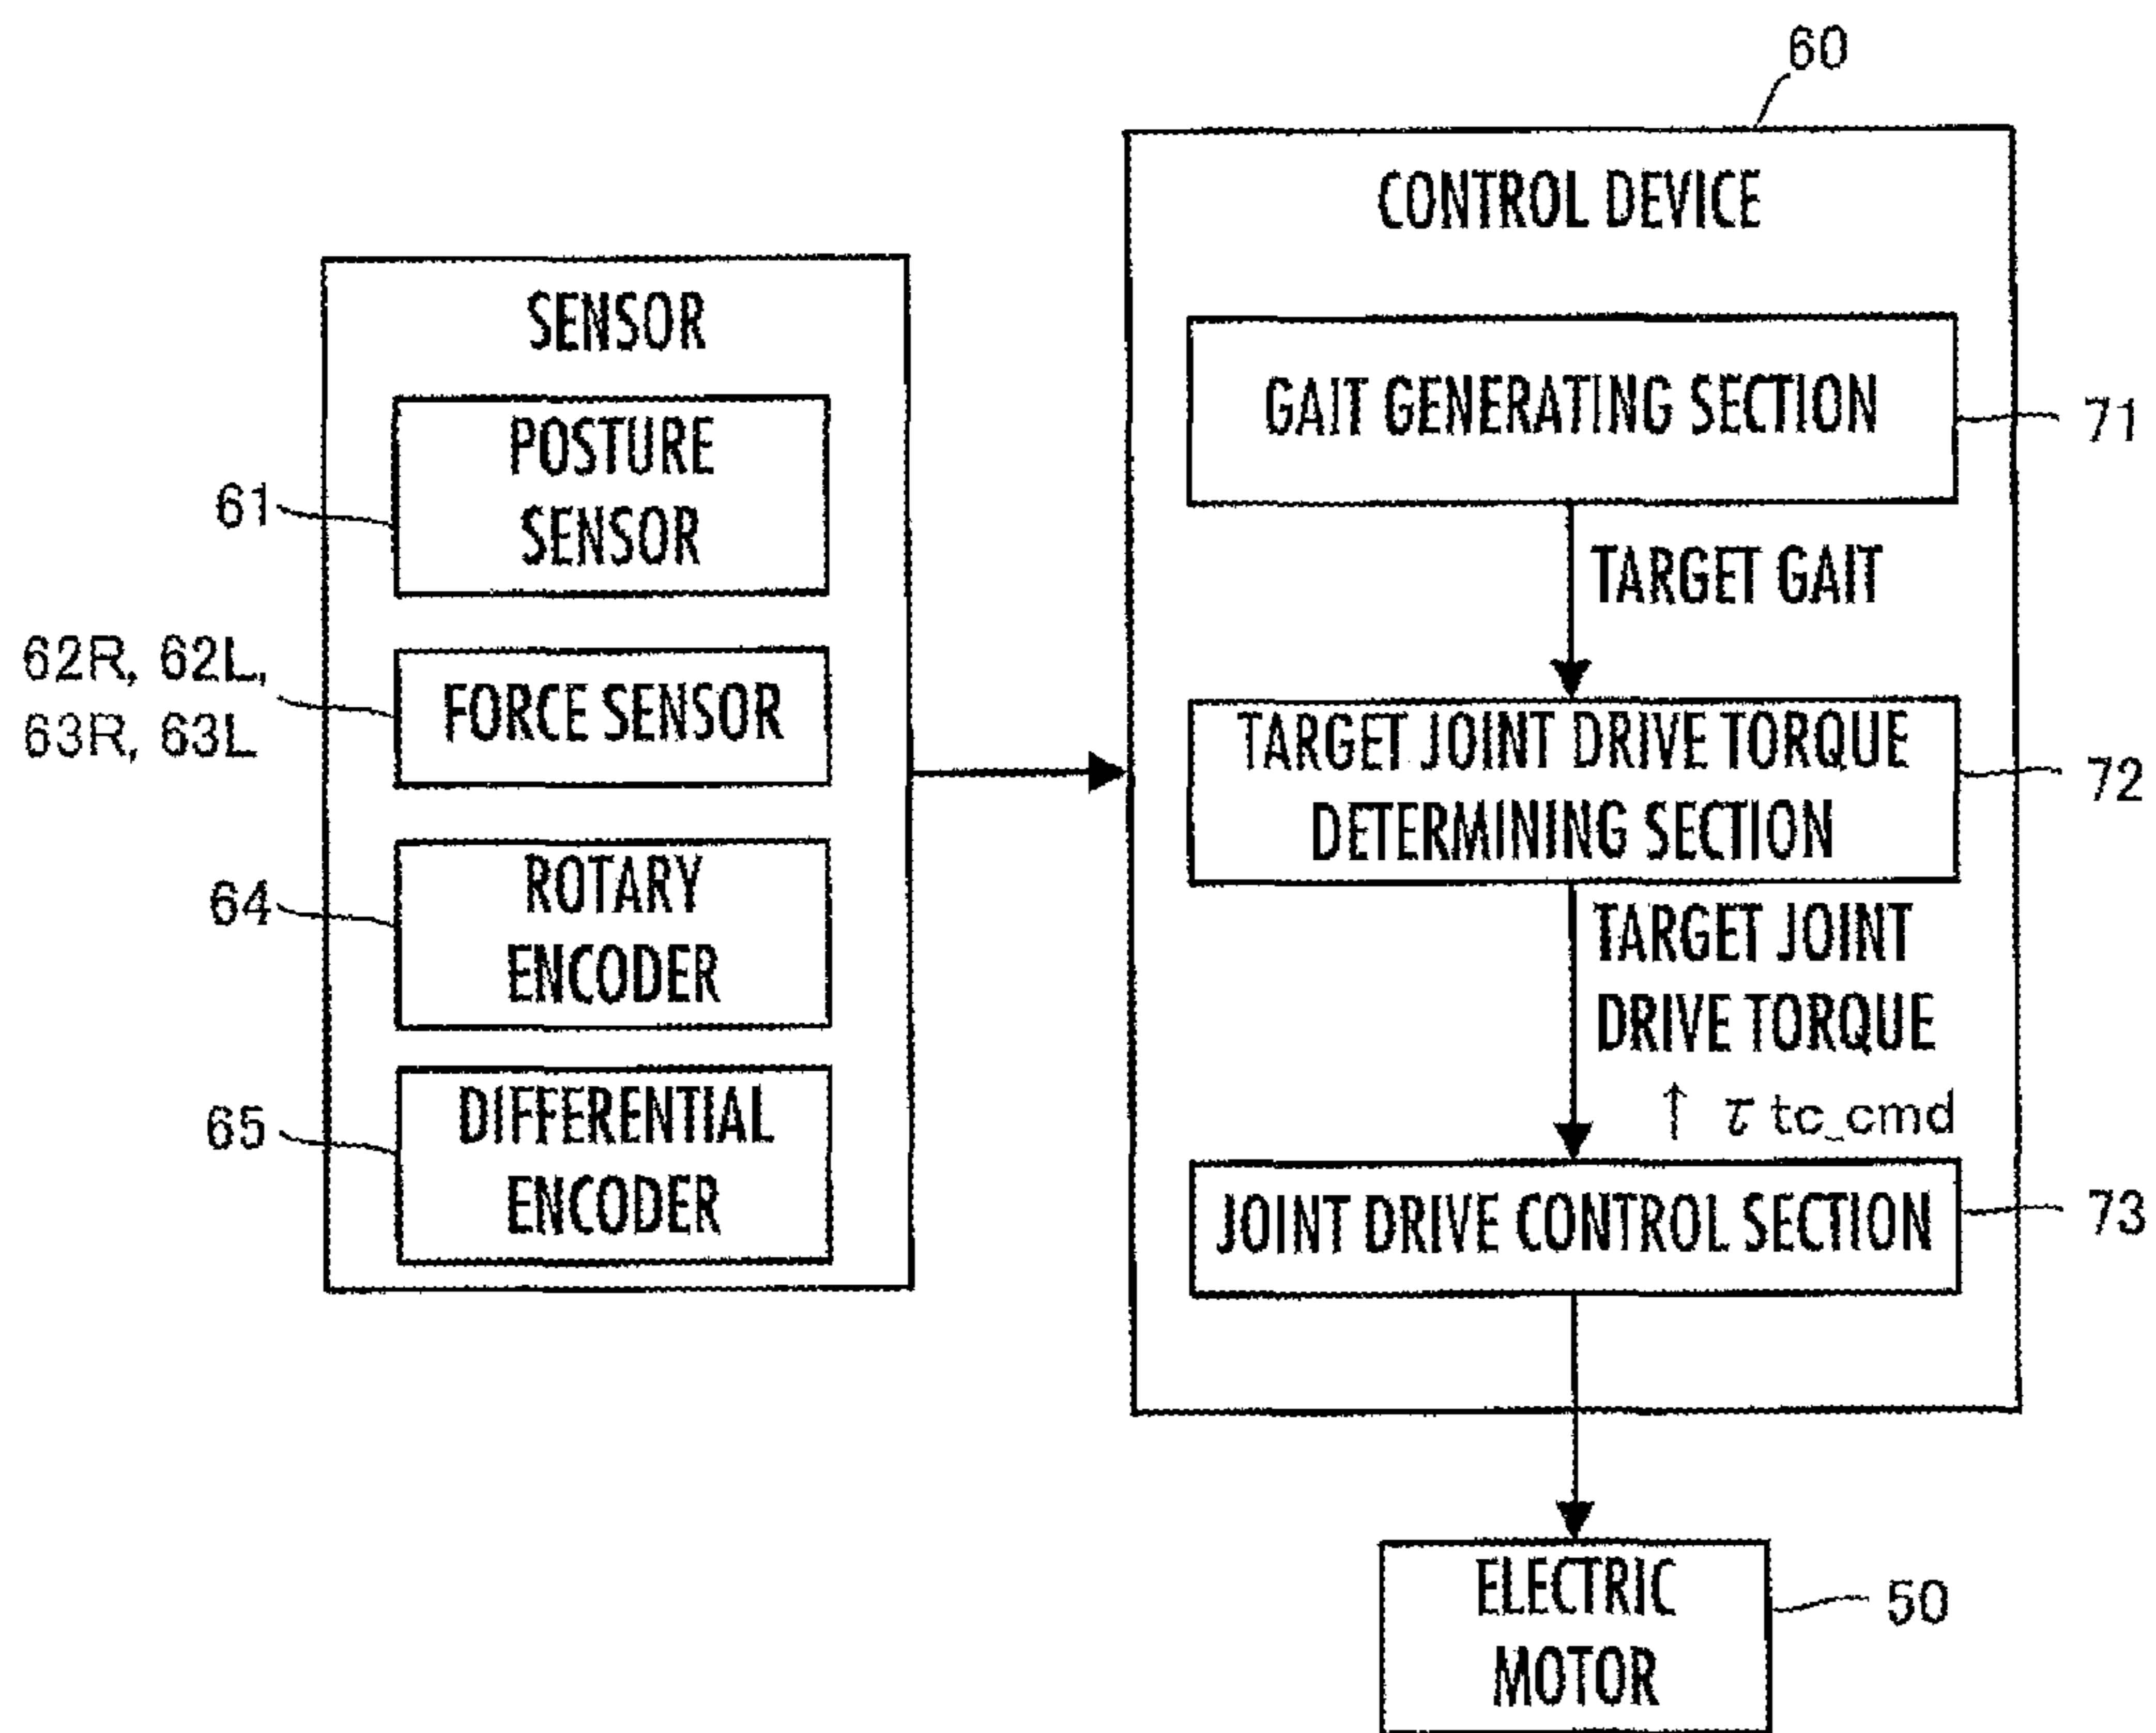 60
CONTROL DEVICE
SENSOR
POSTURE
SENSOR
61
GAIT GENERATING SECTION
71
TARGET GAIT
62R, 62L,
63R, 63L
FORCE SENSOR
TARGET JOINT DRIVE TORQUE
DETERMINING SECTION
72
ROTARY
ENCODER
64
TARGET JOINT
DRIVE TORQUE
↑ τ tc_cmd
DIFFERENTIAL
ENCODER
65
JOINT DRIVE CONTROL SECTION
73
ELECTRIC
MOTOR
50